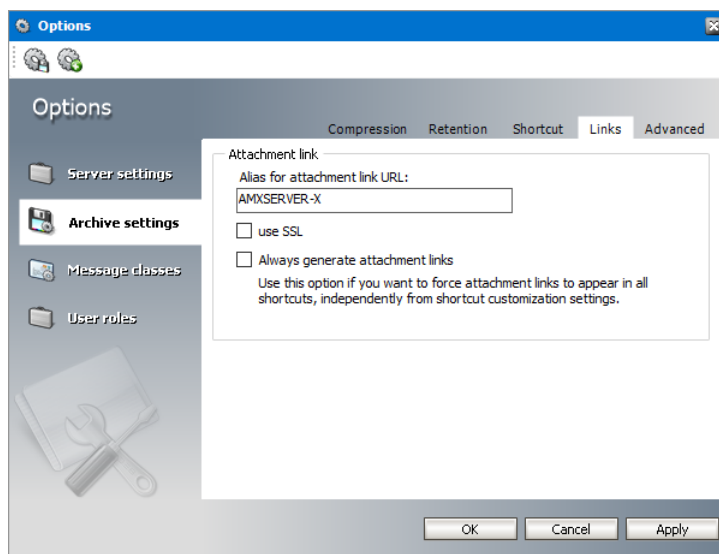 Options
Options
Compression Retention Shortcut Links Advanced
Server settings
Archive settings
Message classes
User roles
Attachment link
Alias for attachment link URL:
AMXSERVER-X
use SSL
Always generate attachment links
Use this option if you want to force attachment links to appear in all
shortcuts, independently from shortcut customization settings.
OK Cancel Apply